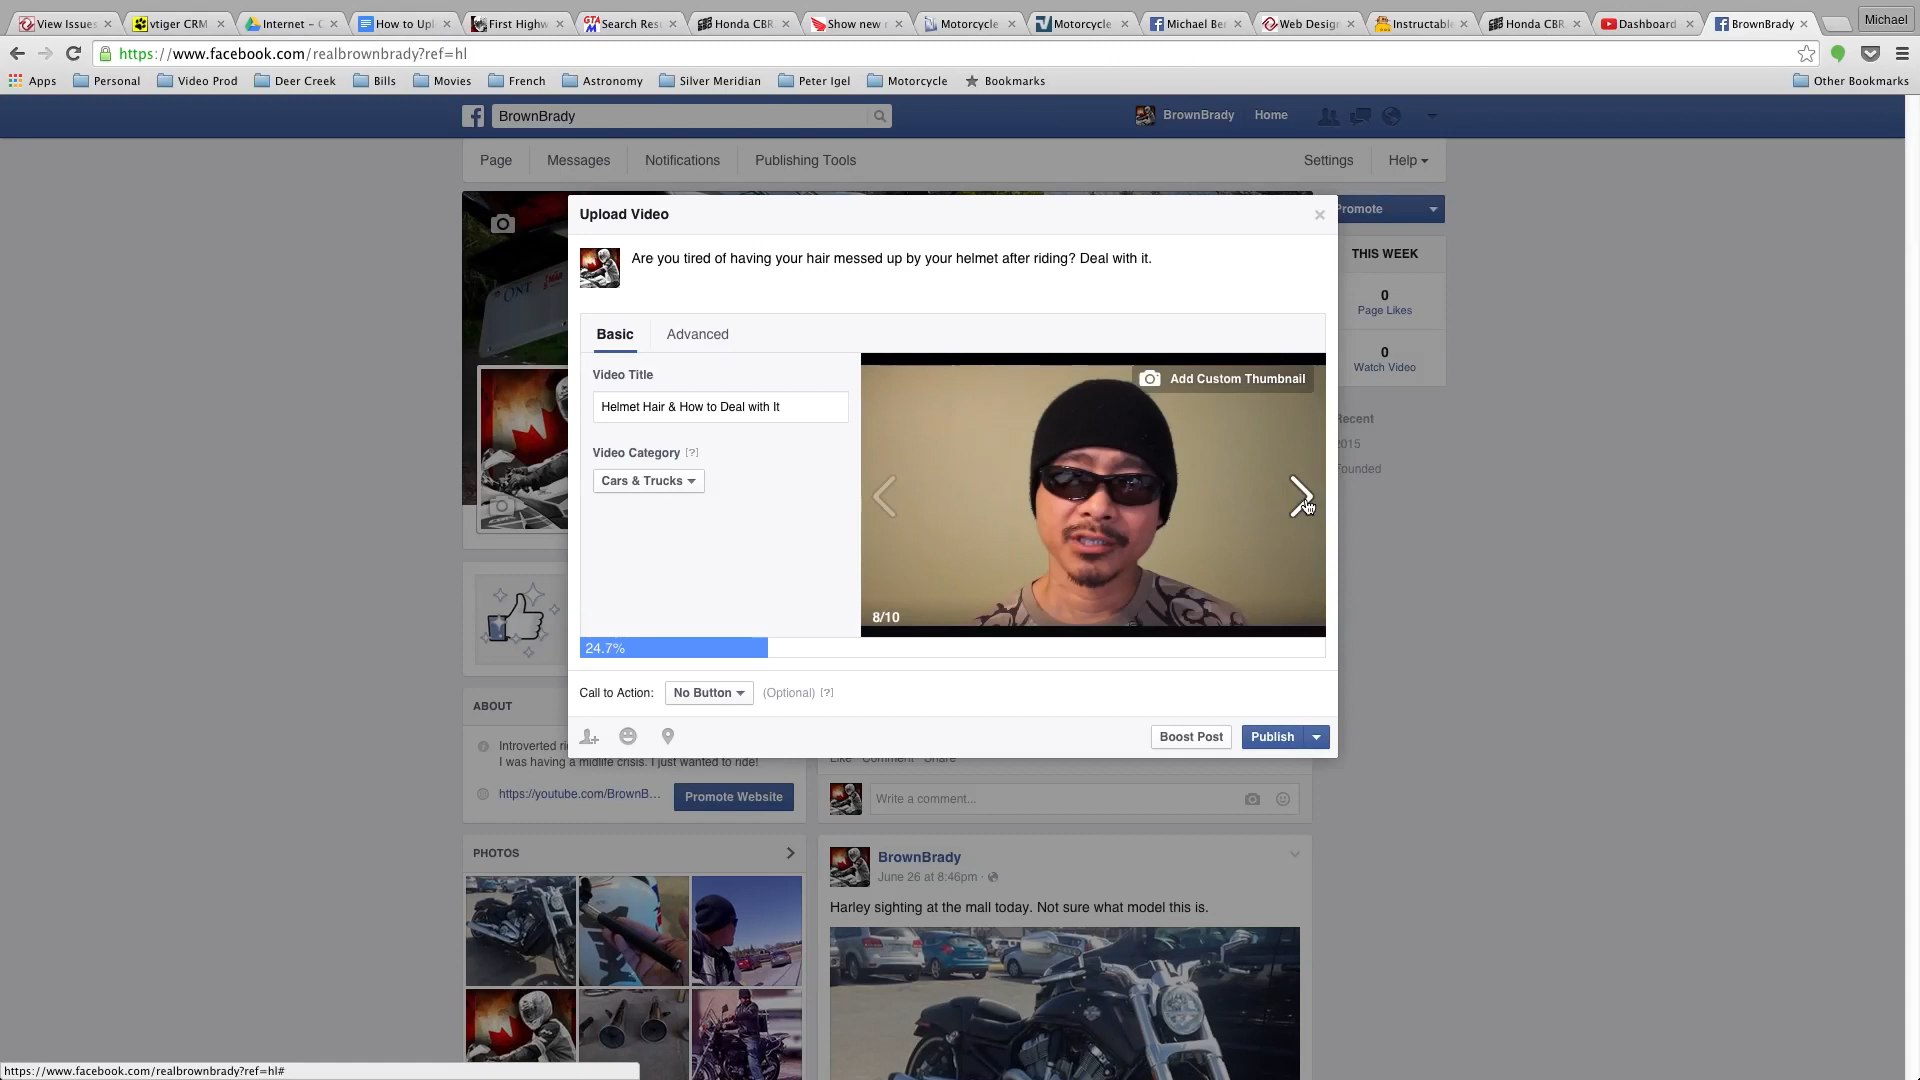 View Issues
vtiger CRM
Internet – C
How to Upl
First Highw
Search Res
Honda CBR
Show new r
Motorcycle
Motorcycle
Michael Be
Web Desig
Instructabl
Honda CBR
Dashboard
BrownBrady
Michael
https://www.facebook.com/realbrownbrady?ref=hl
Apps
Personal
Video Prod
Deer Creek
Bills
Movies
French
Astronomy
Silver Meridian
Peter Igel
Motorcycle
Bookmarks
Other Bookmarks
BrownBrady
BrownBrady
Home
Page
Messages
Notifications
Publishing Tools
Settings
Help
Promote
Upload Video
Are you tired of having your hair messed up by your helmet after riding? Deal with it.
Basic
Advanced
Video Title
Helmet Hair & How to Deal with It
Video Category [?]
Cars & Trucks
Add Custom Thumbnail
8/10
24.7%
Call to Action:
No Button
(Optional) [?]
Boost Post
Publish
THIS WEEK
0
Page Likes
0
Watch Video
Recent
2015
Founded
ONT
ABOUT
Introverted ri
I was having a midlife crisis. I just wanted to ride!
https://youtube.com/BrownB...
Promote Website
PHOTOS
Like Comment Share
Write a comment...
BrownBrady
June 26 at 8:46pm
Harley sighting at the mall today. Not sure what model this is.
https://www.facebook.com/realbrownbrady?ref=hl#